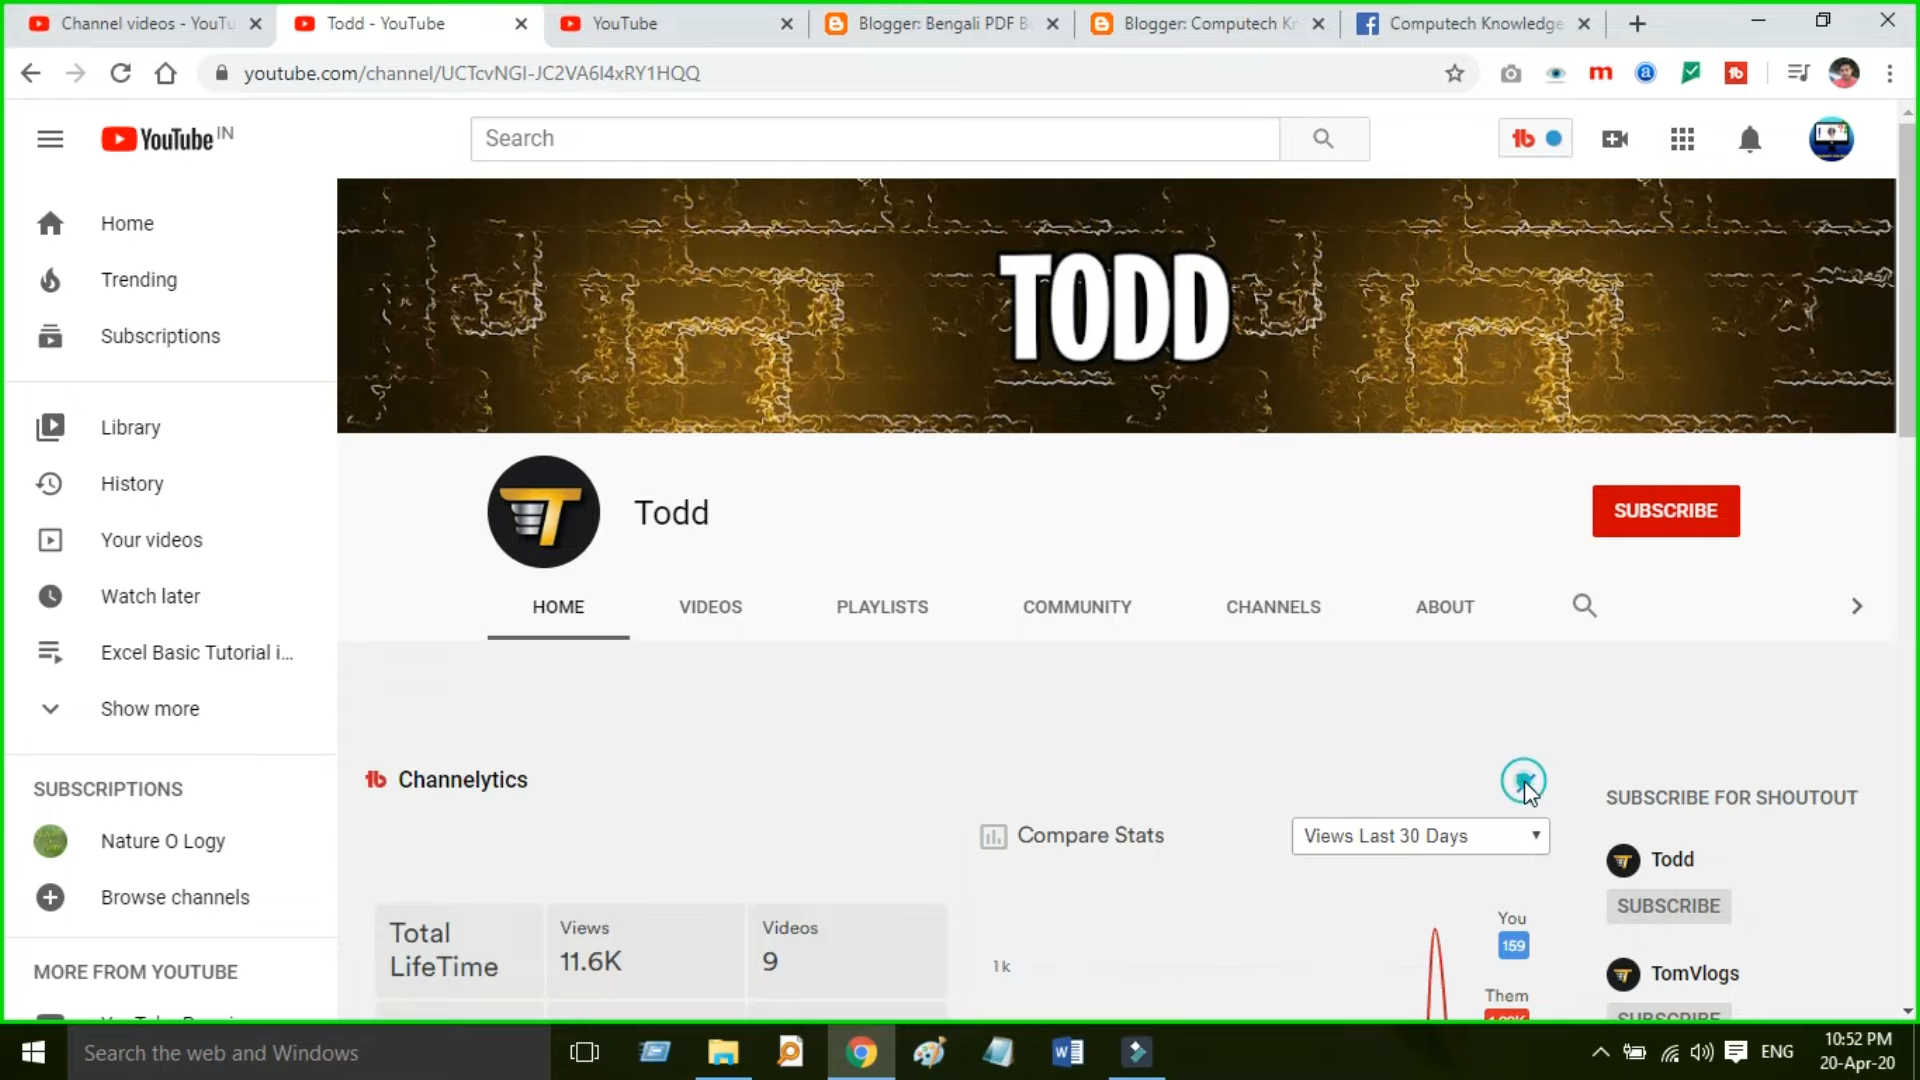 Channel videos - YouTu
Todd - YouTube
YouTube
Blogger: Bengali PDF B
Blogger: Computech Kn
Computech Knowledge
youtube.com/channel/UCTcvNGI-JC2VA6I4xRY1HQQ
YouTube IN
Search
Home
Trending
Subscriptions
Library
History
Your videos
Watch later
Excel Basic Tutorial i...
Show more
SUBSCRIPTIONS
Nature O Logy
Browse channels
MORE FROM YOUTUBE
TODD
Todd
SUBSCRIBE
HOME
VIDEOS
PLAYLISTS
COMMUNITY
CHANNELS
ABOUT
Channelytics
Compare Stats
Views Last 30 Days
Total
LifeTime
Views
11.6K
Videos
9
1k
You
159
Them
SUBSCRIBE FOR SHOUTOUT
Todd
SUBSCRIBE
TomVlogs
SUBSCRIBE
Search the web and Windows
ENG
10:52 PM
20-Apr-20